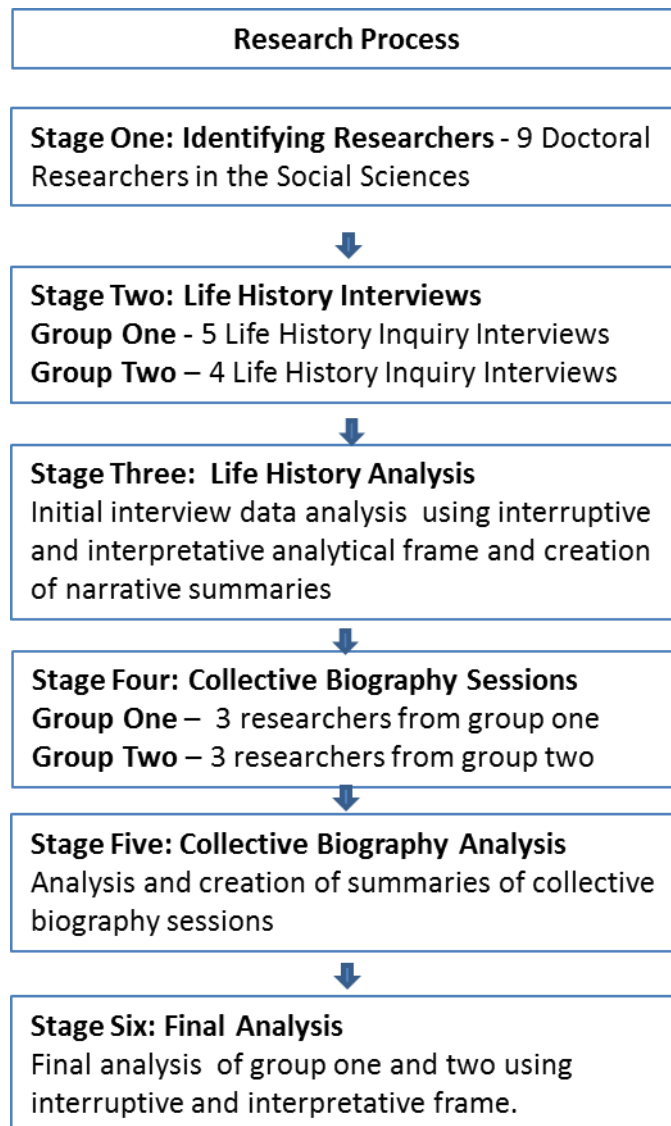 Research Process
Stage One: Identifying Researchers - 9 Doctoral
Researchers in the Social Sciences
Stage Two: Life History Interviews
Group One - 5 Life History Inquiry Interviews
Group Two – 4 Life History Inquiry Interviews
Stage Three: Life History Analysis
Initial interview data analysis using interruptive
and interpretative analytical frame and creation
of narrative summaries
Stage Four: Collective Biography Sessions
Group One – 3 researchers from group one
Group Two – 3 researchers from group two
Stage Five: Collective Biography Analysis
Analysis and creation of summaries of collective
biography sessions
Stage Six: Final Analysis
Final analysis of group one and two using
interruptive and interpretative frame.